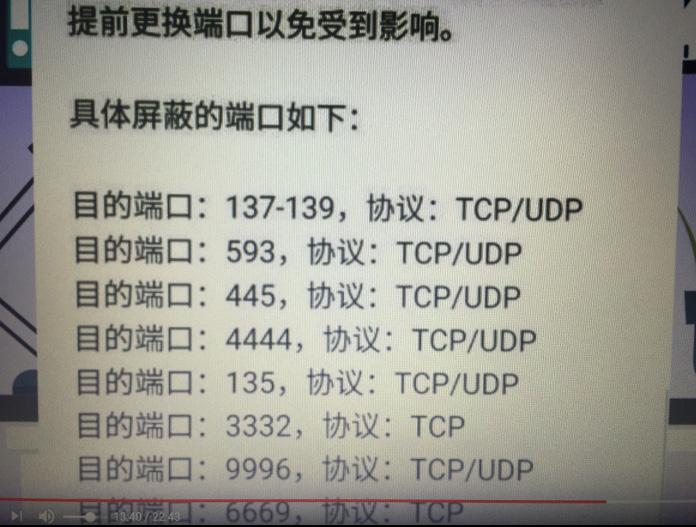 提前更换端口以免受到影响。
具体屏蔽的端口如下：
目的端口：137-139，协议：TCP/UDP
目的端口：593，协议：TCP/UDP
目的端口：445，协议：TCP/UDP
目的端口：4444，协议：TCP/UDP
目的端口：135，协议：TCP/UDP
目的端口：3332，协议：TCP
目的端口：9996，协议：TCP/UDP
目的端口：6669，协议：TCP
13:40 / 22:43